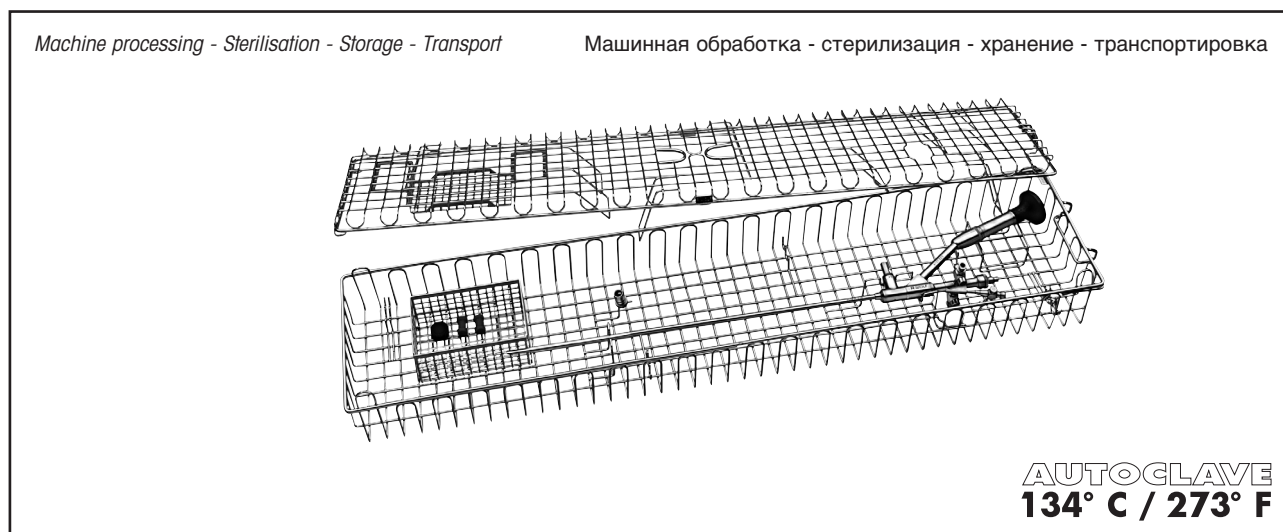 Machine processing - Sterilisation - Storage - Transport
Машинная обработка - стерилизация - хранение - транспортировка
AUTOCLAVE
134° C / 273° F